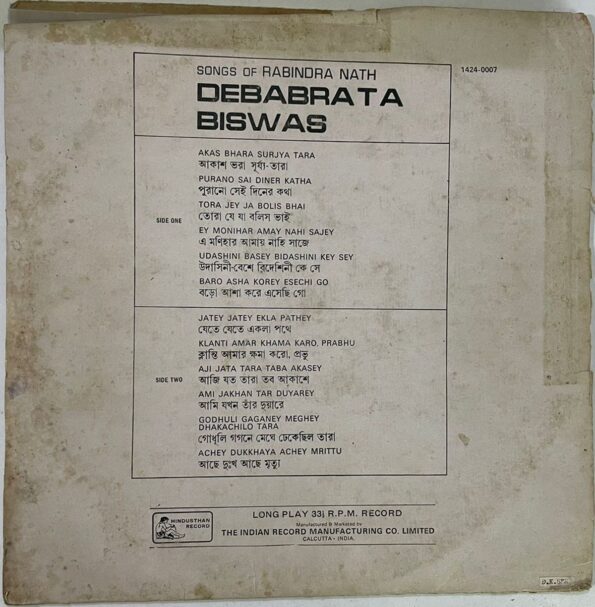 SONGS OF RABINDRA NATH
1424-0007
DEBABRATA
BISWAS
SIDE ONE
AKAS BHARA SURJYA TARA
আকাশ ভরা সূর্য্য-তারা
PURANO SAI DINER KATHA
পুরানো সেই দিনের কথা
TORA JEY JA BOLIS BHAI
তোরা যে যা বলিস ভাই
EY MONIHAR AMAY NAHI SAJEY
এ মণিহার আমায় নাহি সাজে
UDASHINI BASEY BIDASHINI KEY SEY
উদাসিনী-বেশে বিদেশিনী কে সে
BARO ASHA KOREY ESECHI GO
বড়ো আশা করে এসেছি গো
SIDE TWO
JATEY JATEY EKLA PATHEY
যেতে যেতে একলা পথে
KLANTI AMAR KHAMA KARO, PRABHU
ক্লান্তি আমার ক্ষমা করো, প্রভু
AJI JATA TARA TABA AKASEY
আজি যত তারা তব আকাশে
AMI JAKHAN TAR DUYAREY
আমি যখন তাঁর দুয়ারে
GODHULI GAGANEY MEGHEY
DHAKACHILO TARA
গোধূলি গগনে মেঘে ঢেকেছিল তারা
ACHEY DUKKHAYA ACHEY MRITTU
আছে দুঃখ আছে মৃত্যু
HINDUSTHAN
RECORD
LONG PLAY 33⅓ R.P.M. RECORD
Manufactured & Marketed by
THE INDIAN RECORD MANUFACTURING CO. LIMITED
CALCUTTA - INDIA.